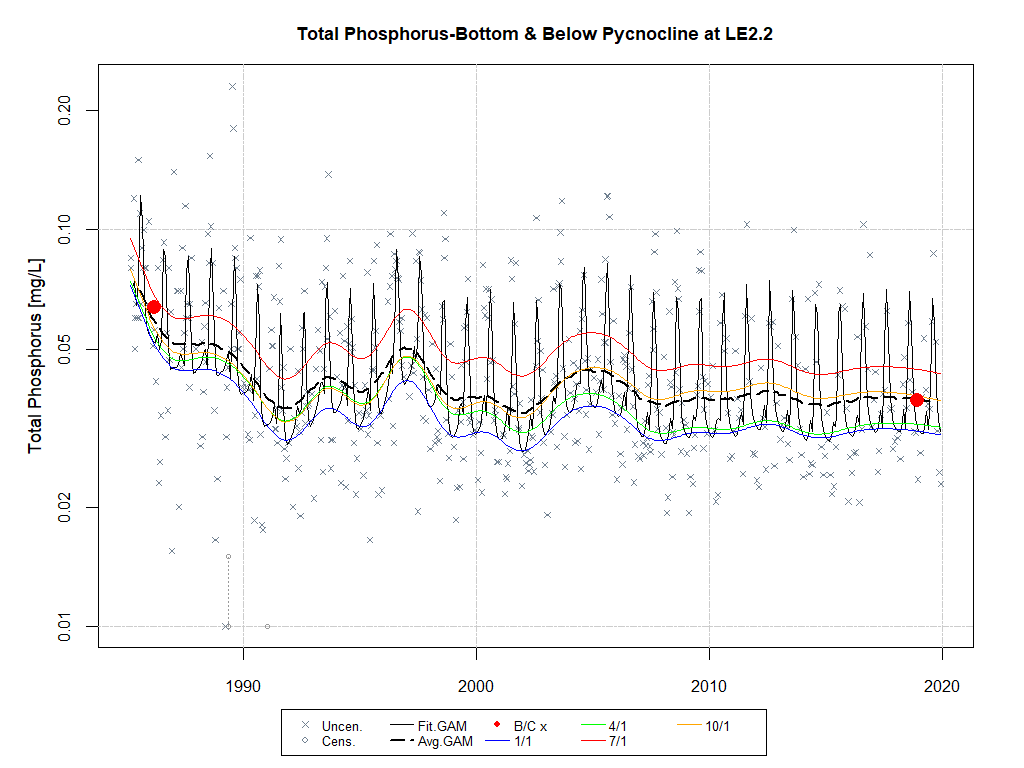 Total Phosphorus-Bottom & Below Pycnocline at LE2.2
Total Phosphorus [mg/L]
0.20
0.10
0.05
0.02
0.01
1990 2000 2010 2020
Uncen. Fit.GAM B/C x 4/1 10/1
Cens. Avg.GAM 1/1 7/1